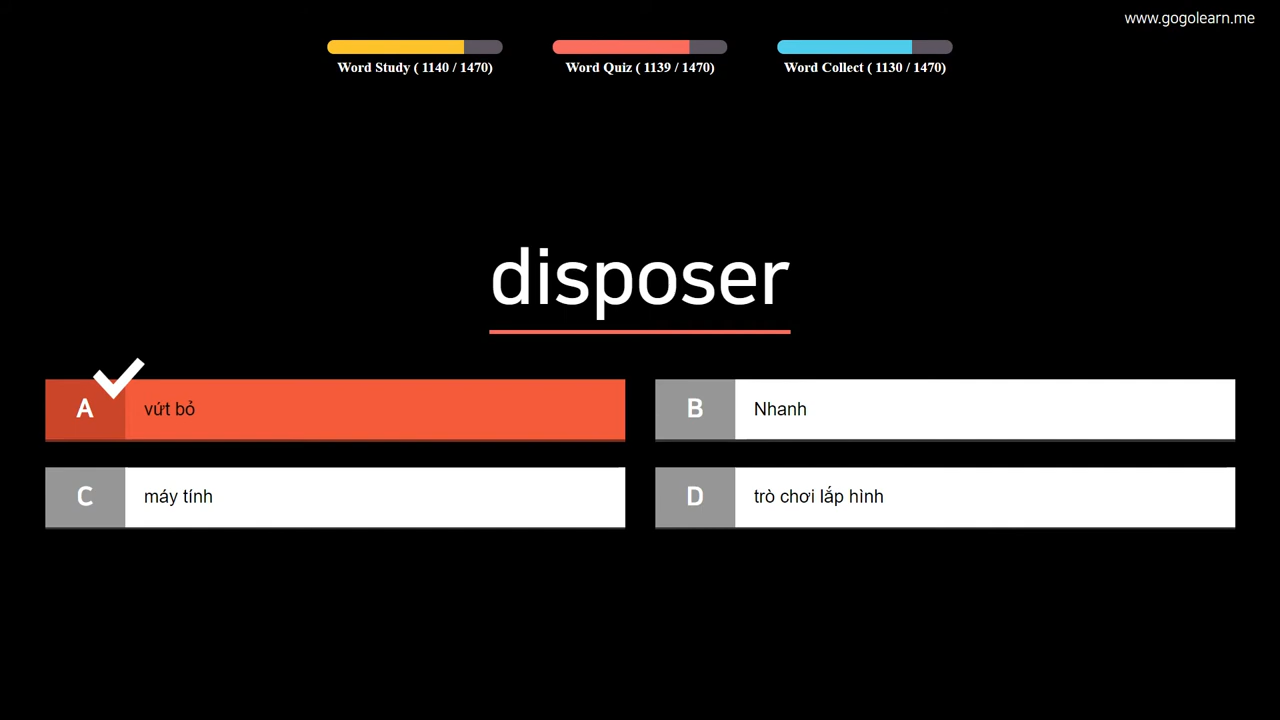 www.gogolearn.me
Word Study ( 1140 / 1470)
Word Quiz ( 1139 / 1470)
Word Collect ( 1130 / 1470)
disposer
A vứt bỏ
B Nhanh
C máy tính
D trò chơi lắp hình